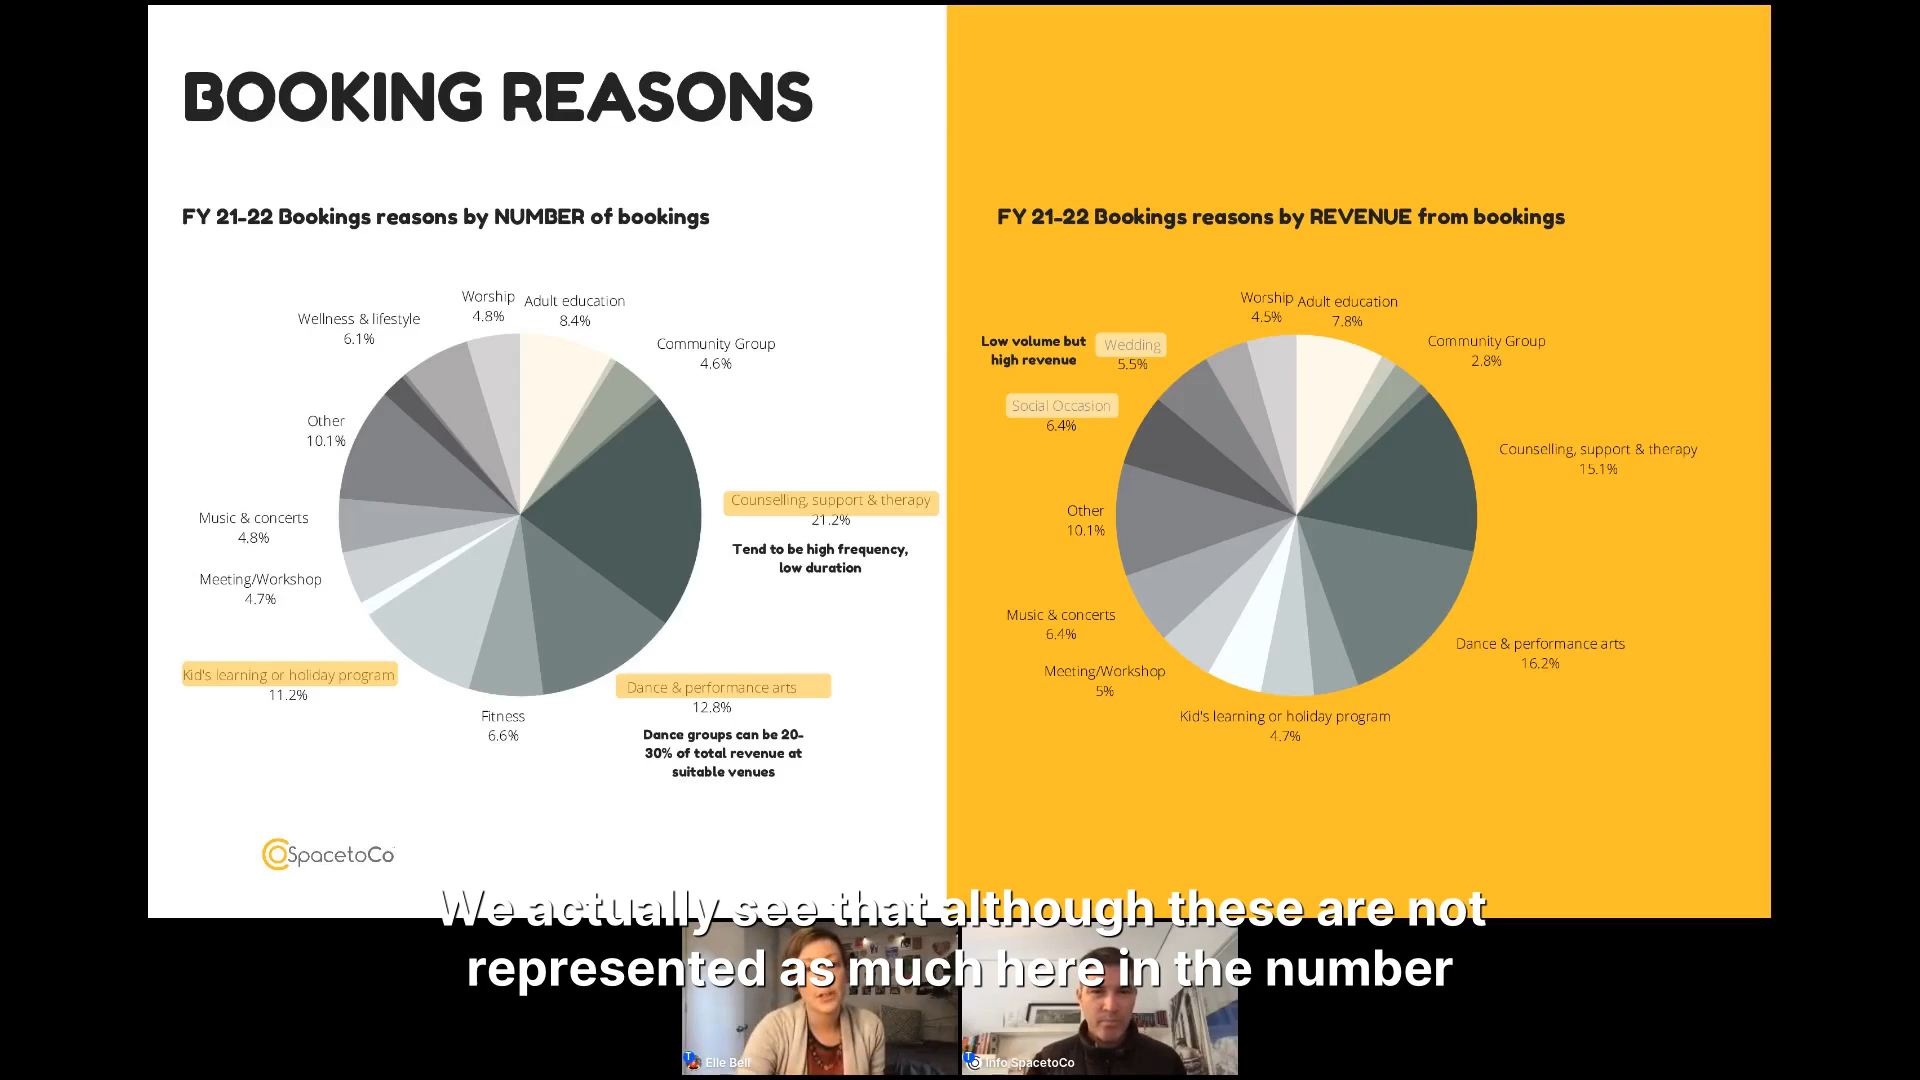 BOOKING REASONS
FY 21-22 Bookings reasons by NUMBER of bookings
Worship
4.8%
Adult education
8.4%
Wellness & lifestyle
6.1%
Community Group
4.6%
Other
10.1%
Counselling, support & therapy
21.2%
Tend to be high frequency,
low duration
Music & concerts
4.8%
Meeting/Workshop
4.7%
Kid's learning or holiday program
11.2%
Dance & performance arts
12.8%
Dance groups can be 20-
30% of total revenue at
suitable venues
Fitness
6.6%
SpacetoCo
FY 21-22 Bookings reasons by REVENUE from bookings
Worship
4.5%
Adult education
7.8%
Low volume but
high revenue
Wedding
5.5%
Community Group
2.8%
Social Occasion
6.4%
Counselling, support & therapy
15.1%
Other
10.1%
Music & concerts
6.4%
Dance & performance arts
16.2%
Meeting/Workshop
5%
Kid's learning or holiday program
4.7%
We actually see that although these are not
represented as much here in the number
Elle Bell
Info SpacetoCo